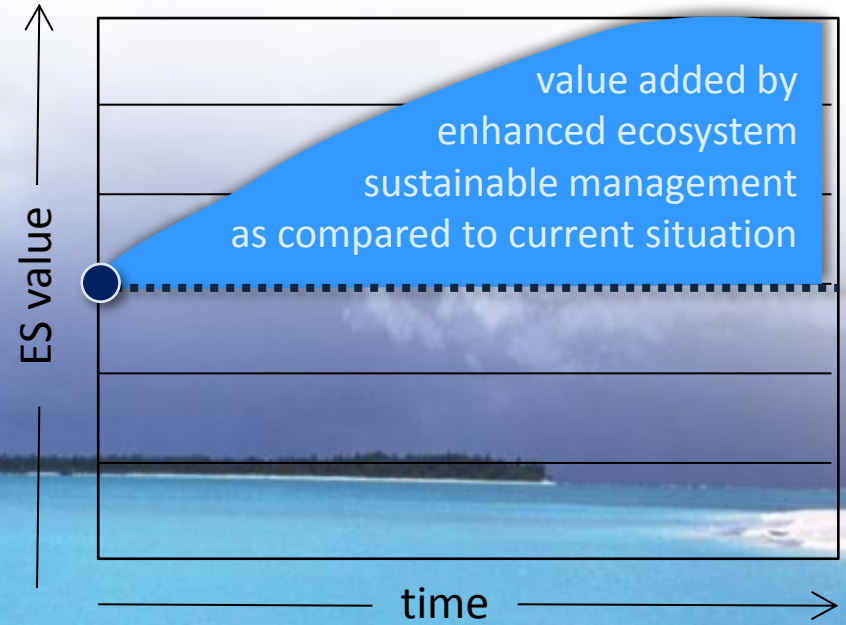 value added by
enhanced ecosystem
sustainable management
as compared to current situation
ES value
time